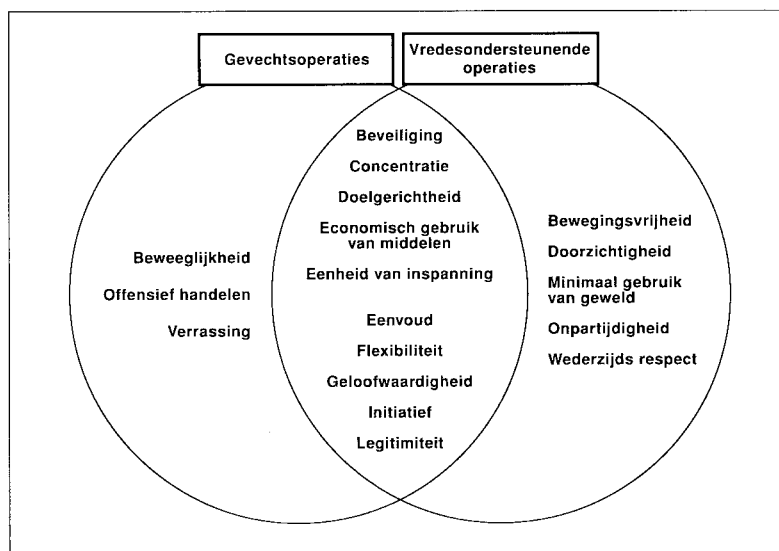 Gevechtsoperaties
Vredesondersteunende
operaties
Beweeglijkheid
Offensief handelen
Verrassing
Beveiliging
Concentratie
Doelgerichtheid
Economisch gebruik
van middelen
Eenheid van inspanning
Eenvoud
Flexibiliteit
Geloofwaardigheid
Initiatief
Legitimiteit
Bewegingsvrijheid
Doorzichtigheid
Minimaal gebruik
van geweld
Onpartijdigheid
Wederzijds respect